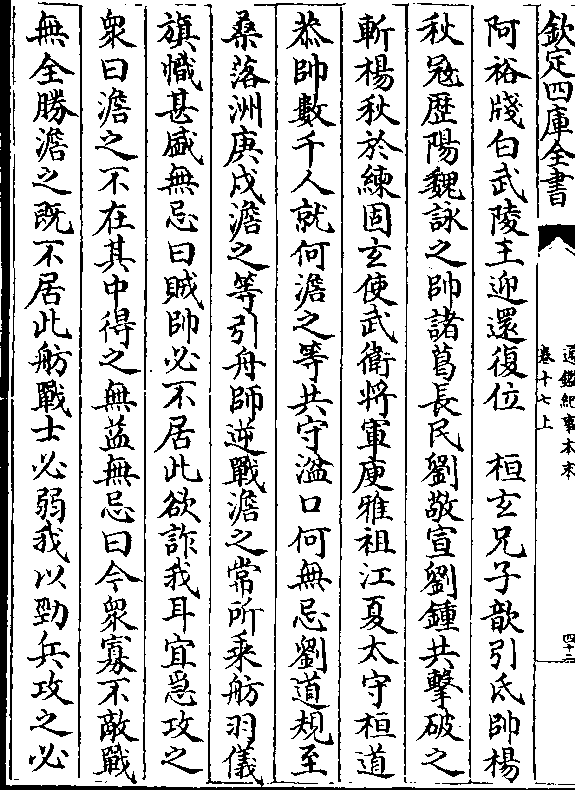 欽定四庫全書
通鑑紀事本末
卷十七上
四十二
阿裕牋白武陵王迎還復位　桓玄兄子歆引氐帥楊
秋寇歷陽魏詠之帥諸葛長民劉敬宣劉鍾共擊破之
斬楊秋於練固玄使武衛将軍庾雅祖江夏太守桓道
恭帥數千人就何澹之等共守湓口何無忌劉道規至
桑落洲庚戌澹之等引舟師逆戰澹之常所乘舫羽儀
旗幟甚盛無忌曰賊帥必不居此欲詐我耳宜急攻之
衆曰澹之不在其中得之無益無忌曰今衆寡不敵戰
無全勝澹之既不居此舫戰士必弱我以勁兵攻之必